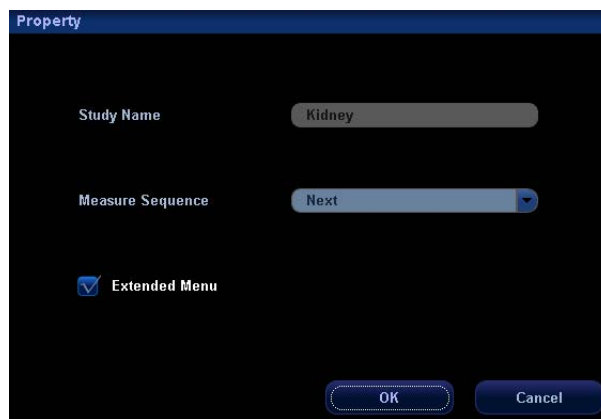 Property
Study Name Kidney
Measure Sequence Next
Extended Menu
OK Cancel